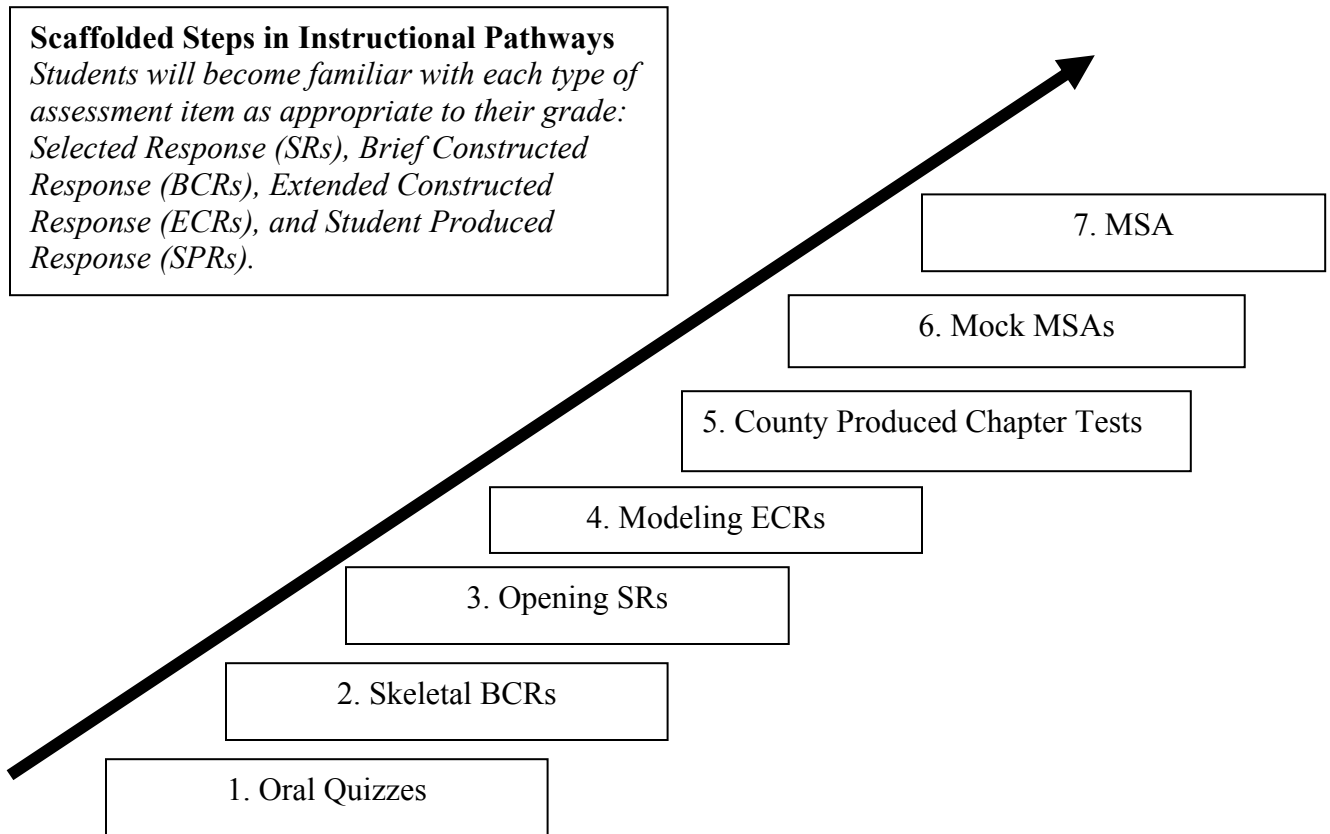 Scaffolded Steps in Instructional Pathways
Students will become familiar with each type of
assessment item as appropriate to their grade:
Selected Response (SRs), Brief Constructed
Response (BCRs), Extended Constructed
Response (ECRs), and Student Produced
Response (SPRs).
7. MSA
6. Mock MSAs
5. County Produced Chapter Tests
4. Modeling ECRs
3. Opening SRs
2. Skeletal BCRs
1. Oral Quizzes